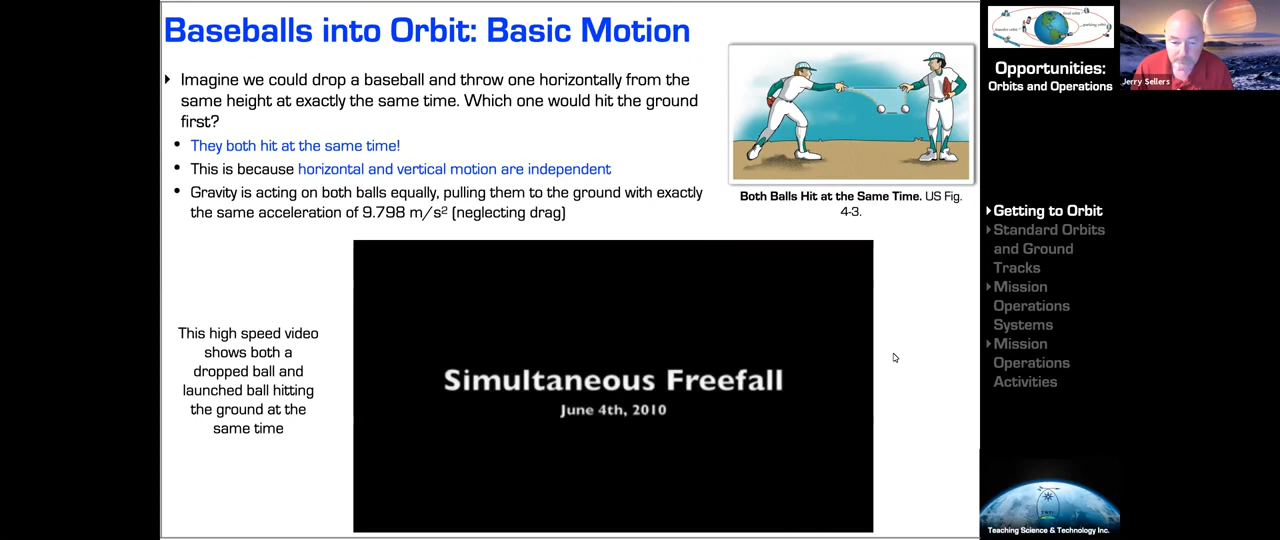 Baseballs into Orbit: Basic Motion
Imagine we could drop a baseball and throw one horizontally from the
same height at exactly the same time. Which one would hit the ground
first?
They both hit at the same time!
This is because horizontal and vertical motion are independent
Gravity is acting on both balls equally, pulling them to the ground with exactly
the same acceleration of 9.798 m/s² (neglecting drag)
Both Balls Hit at the Same Time. US Fig.
4-3.
This high speed video
shows both a
dropped ball and
launched ball hitting
the ground at the
same time
Simultaneous Freefall
June 4th, 2010
Opportunities:
Orbits and Operations
Getting to Orbit
Standard Orbits
and Ground
Tracks
Mission
Operations
Systems
Mission
Operations
Activities
Teaching Science & Technology Inc.
Jerry Sellers